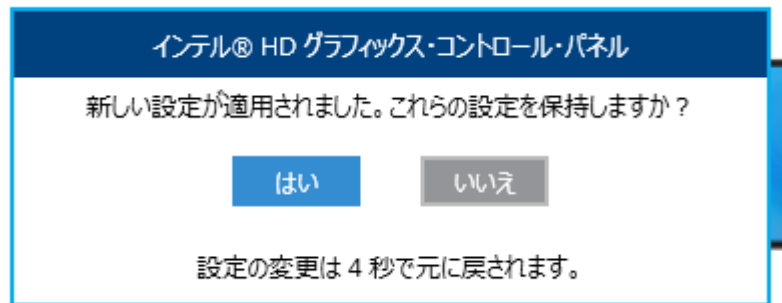 インテル® HD グラフィックス・コントロール・パネル
新しい設定が適用されました。これらの設定を保持しますか？
はい いいえ
設定の変更は 4 秒で元に戻されます。